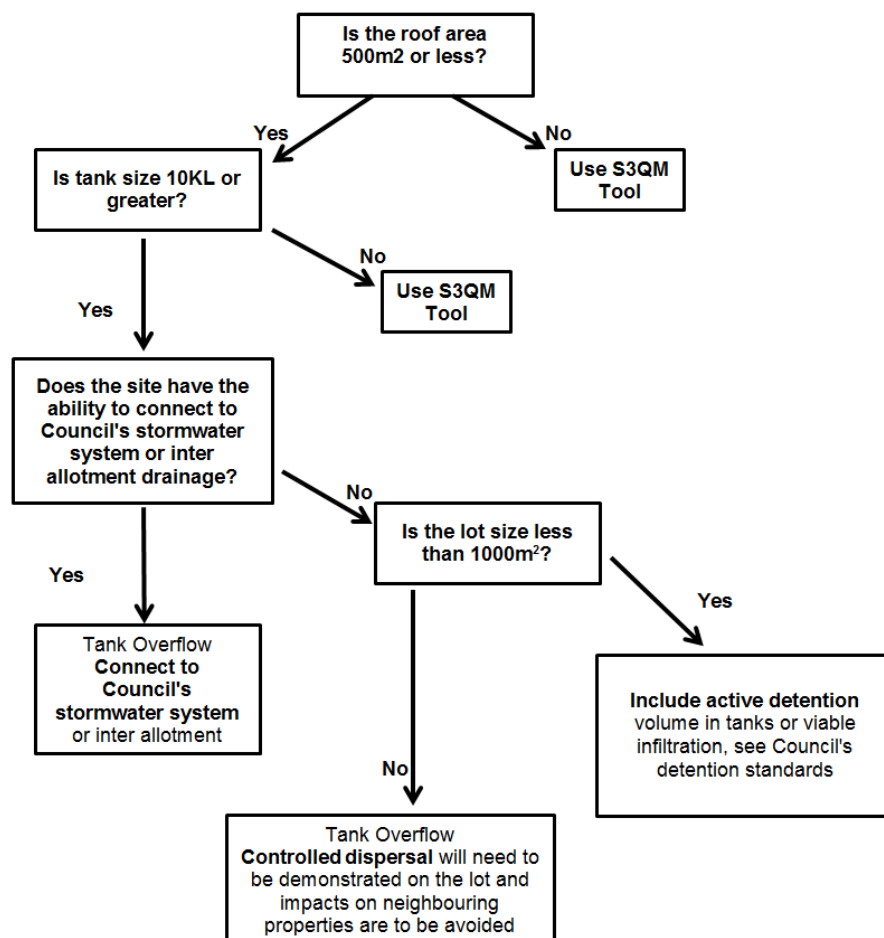 Is the roof area
500m2 or less?
Yes
No
Is tank size 10KL or
greater?
Use S3QM
Tool
No
Yes
Use S3QM
Tool
Does the site have the
ability to connect to
Council's stormwater
system or inter
allotment drainage?
No
Is the lot size less
than 1000m²?
Yes
Yes
Tank Overflow
Connect to
Council's
stormwater system
or inter allotment
Include active detention
volume in tanks or viable
infiltration, see Council's
detention standards
No
Tank Overflow
Controlled dispersal will need to
be demonstrated on the lot and
impacts on neighbouring
properties are to be avoided